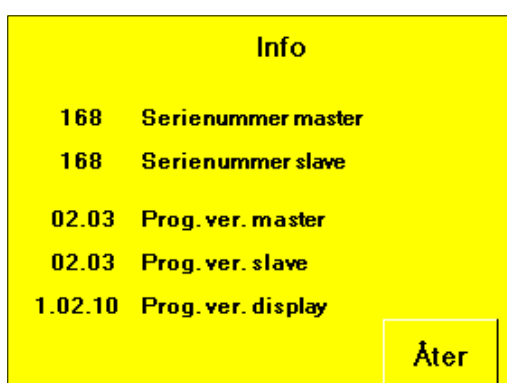 Info
168 Serienummer master
168 Serienummer slave
02.03 Prog. ver. master
02.03 Prog. ver. slave
1.02.10 Prog. ver. display
Åter